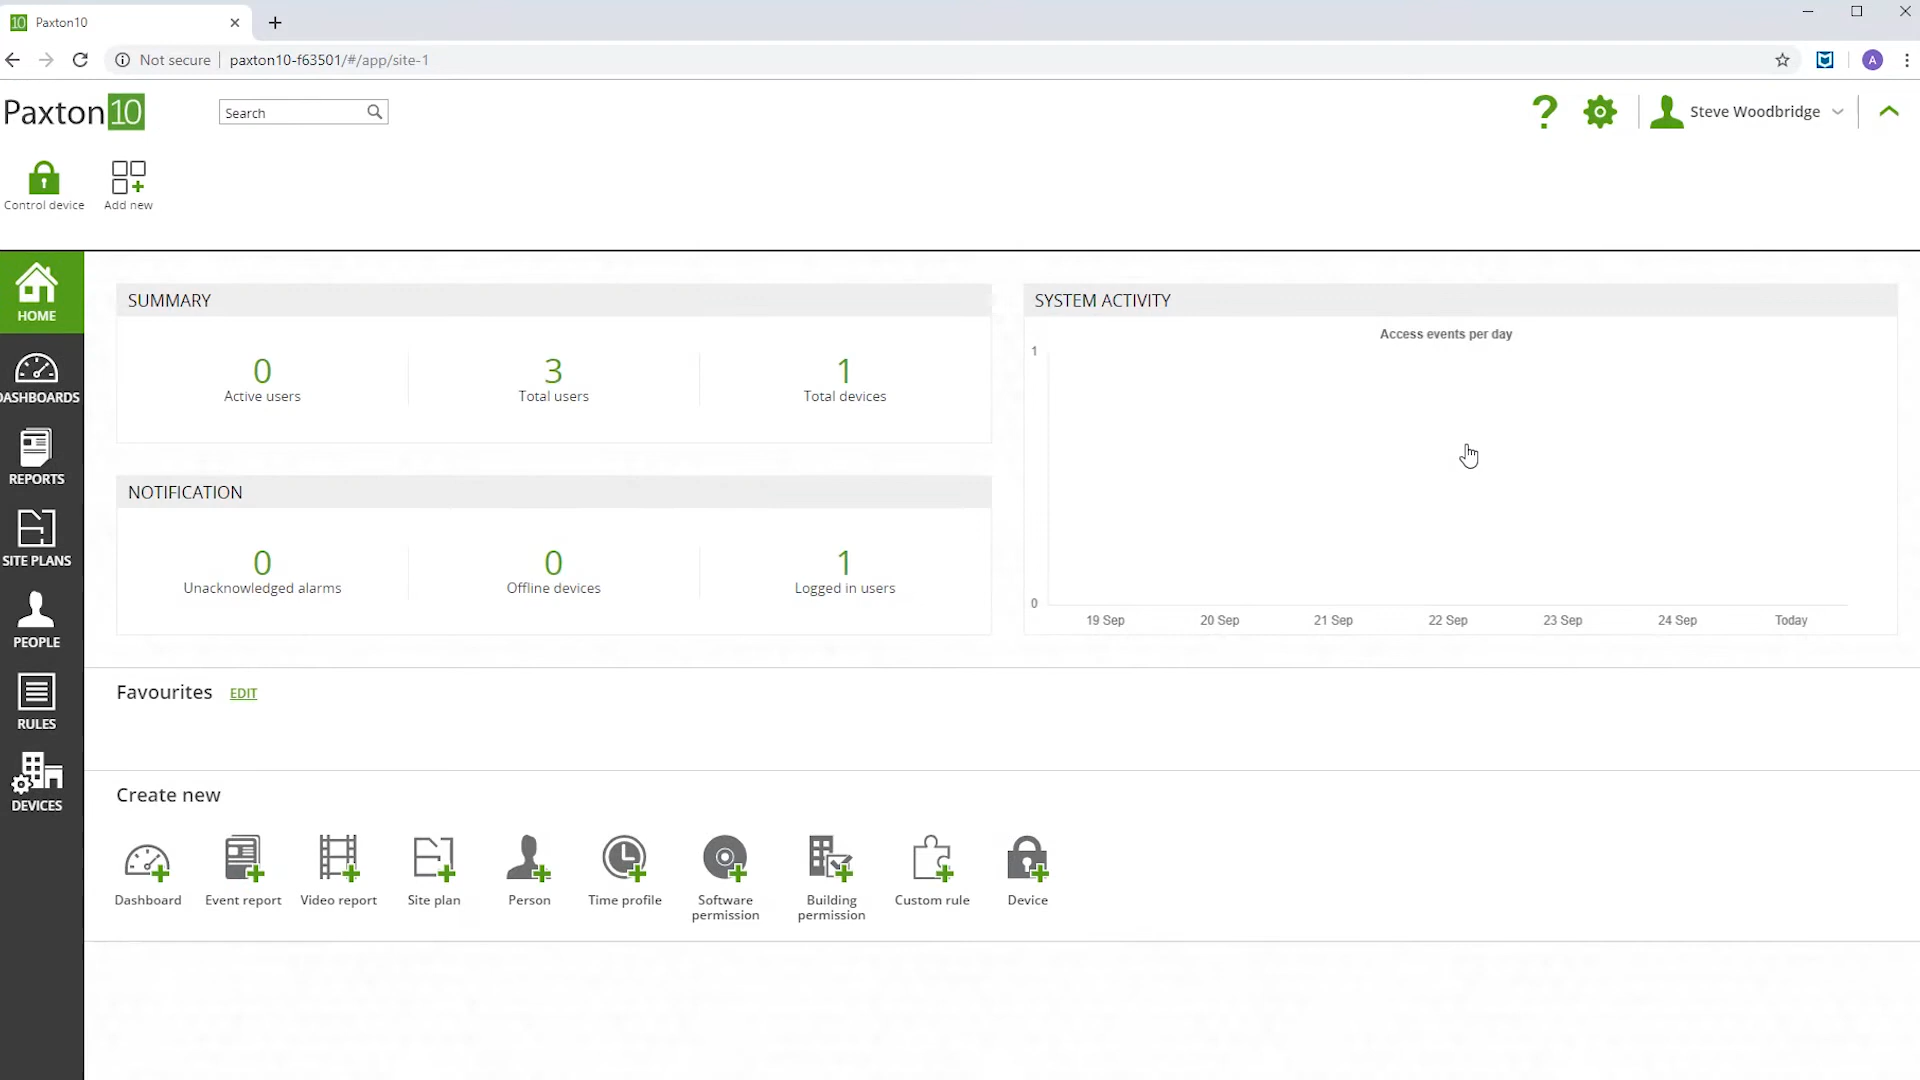 10 Paxton10
Not secure paxton10-f63501/#/app/site-1
A
Paxton10
Search
?
Steve Woodbridge
Control device
Add new
HOME
DASHBOARDS
REPORTS
SITE PLANS
PEOPLE
RULES
DEVICES
SUMMARY
0
Active users
3
Total users
1
Total devices
NOTIFICATION
0
Unacknowledged alarms
0
Offline devices
1
Logged in users
SYSTEM ACTIVITY
Access events per day
1
0
19 Sep 20 Sep 21 Sep 22 Sep 23 Sep 24 Sep Today
Favourites EDIT
Create new
Dashboard
Event report
Video report
Site plan
Person
Time profile
Software
permission
Building
permission
Custom rule
Device